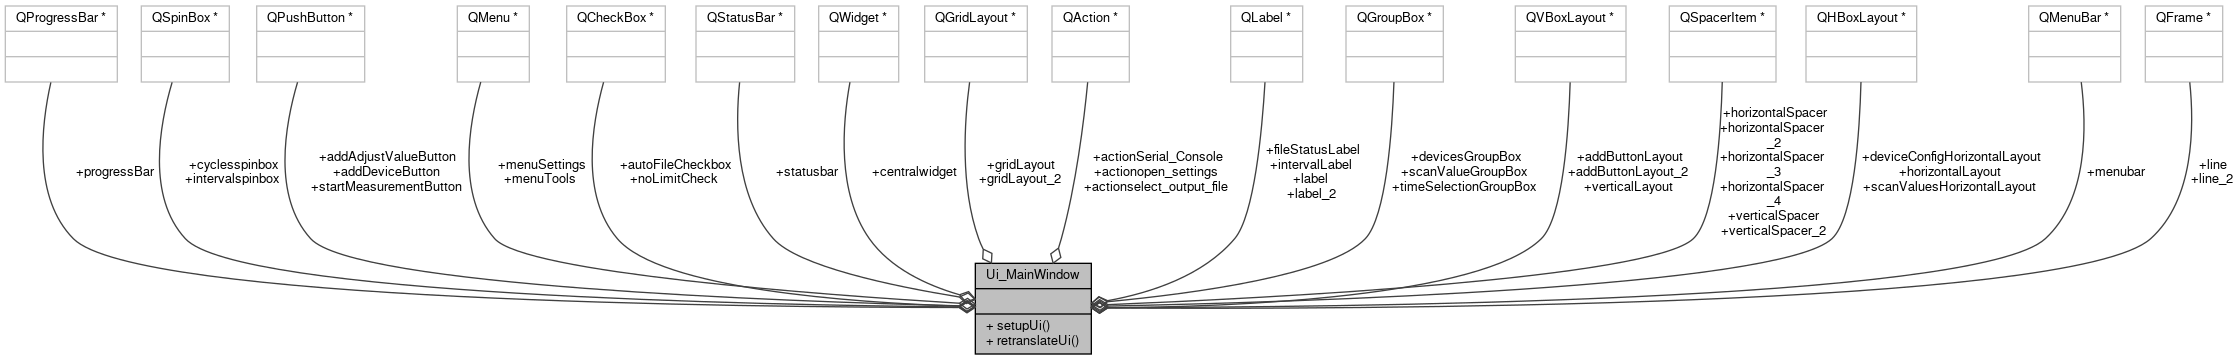 QProgressBar *
QSpinBox *
QPushButton *
QMenu *
QCheckBox *
QStatusBar *
QWidget *
QGridLayout *
QAction *
QLabel *
QGroupBox *
QVBoxLayout *
QSpacerItem *
QHBoxLayout *
QMenuBar *
QFrame *
+progressBar
+cyclesspinbox
+intervalspinbox
+addAdjustValueButton
+addDeviceButton
+startMeasurementButton
+menuSettings
+menuTools
+autoFileCheckbox
+noLimitCheck
+statusbar
+centralwidget
+gridLayout
+gridLayout_2
+actionSerial_Console
+actionopen_settings
+actionselect_output_file
+fileStatusLabel
+intervalLabel
+label
+label_2
+devicesGroupBox
+scanValueGroupBox
+timeSelectionGroupBox
+addButtonLayout
+addButtonLayout_2
+verticalLayout
+horizontalSpacer
+horizontalSpacer
_2
+horizontalSpacer
_3
+horizontalSpacer
_4
+verticalSpacer
+verticalSpacer_2
+deviceConfigHorizontalLayout
+horizontalLayout
+scanValuesHorizontalLayout
+menubar
+line
+line_2
Ui_MainWindow
+ setupUi()
+ retranslateUi()